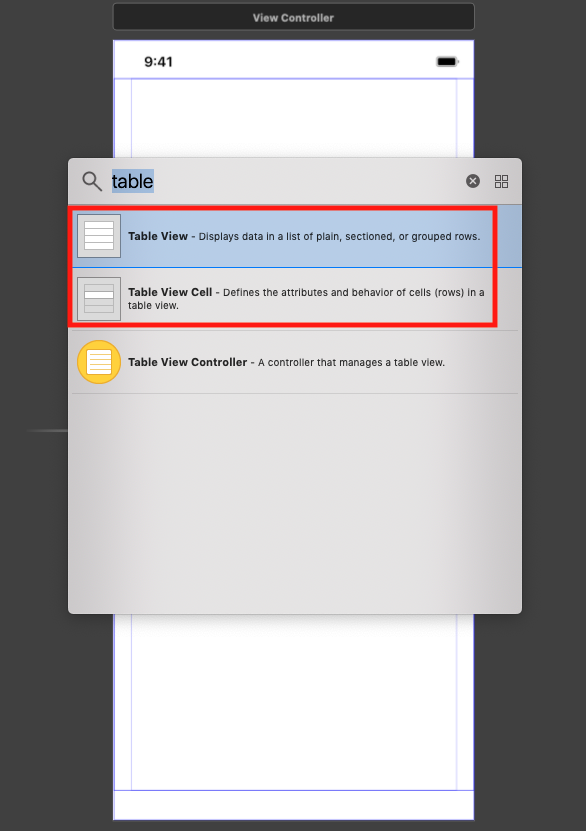 View Controller
9:41
table
Table View - Displays data in a list of plain, sectioned, or grouped rows.
Table View Cell - Defines the attributes and behavior of cells (rows) in a
table view.
Table View Controller - A controller that manages a table view.